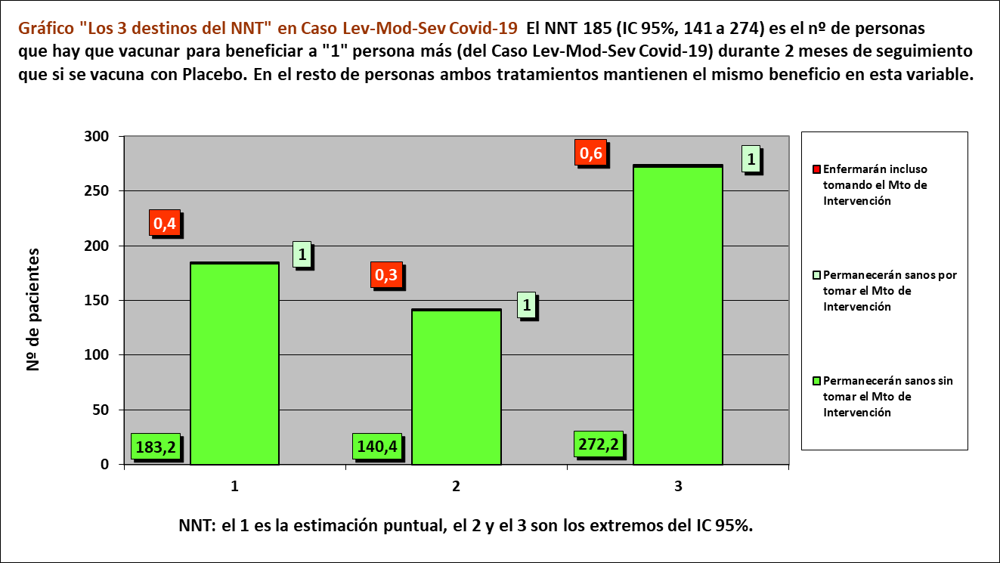 Gráfico "Los 3 destinos del NNT" en Caso Lev-Mod-Sev Covid-19 El NNT 185 (IC 95%, 141 a 274) es el nº de personas
que hay que vacunar para beneficiar a "1" persona más (del Caso Lev-Mod-Sev Covid-19) durante 2 meses de seguimiento
que si se vacuna con Placebo. En el resto de personas ambos tratamientos mantienen el mismo beneficio en esta variable.
Nº de pacientes
300
250
200
150
100
50
0
0,4
1
183,2
0,3
1
140,4
0,6
1
272,2
1
2
3
NNT: el 1 es la estimación puntual, el 2 y el 3 son los extremos del IC 95%.
Enfermarán incluso
tomando el Mto de
Intervención
Permanecerán sanos por
tomar el Mto de
Intervención
Permanecerán sanos sin
tomar el Mto de
Intervención